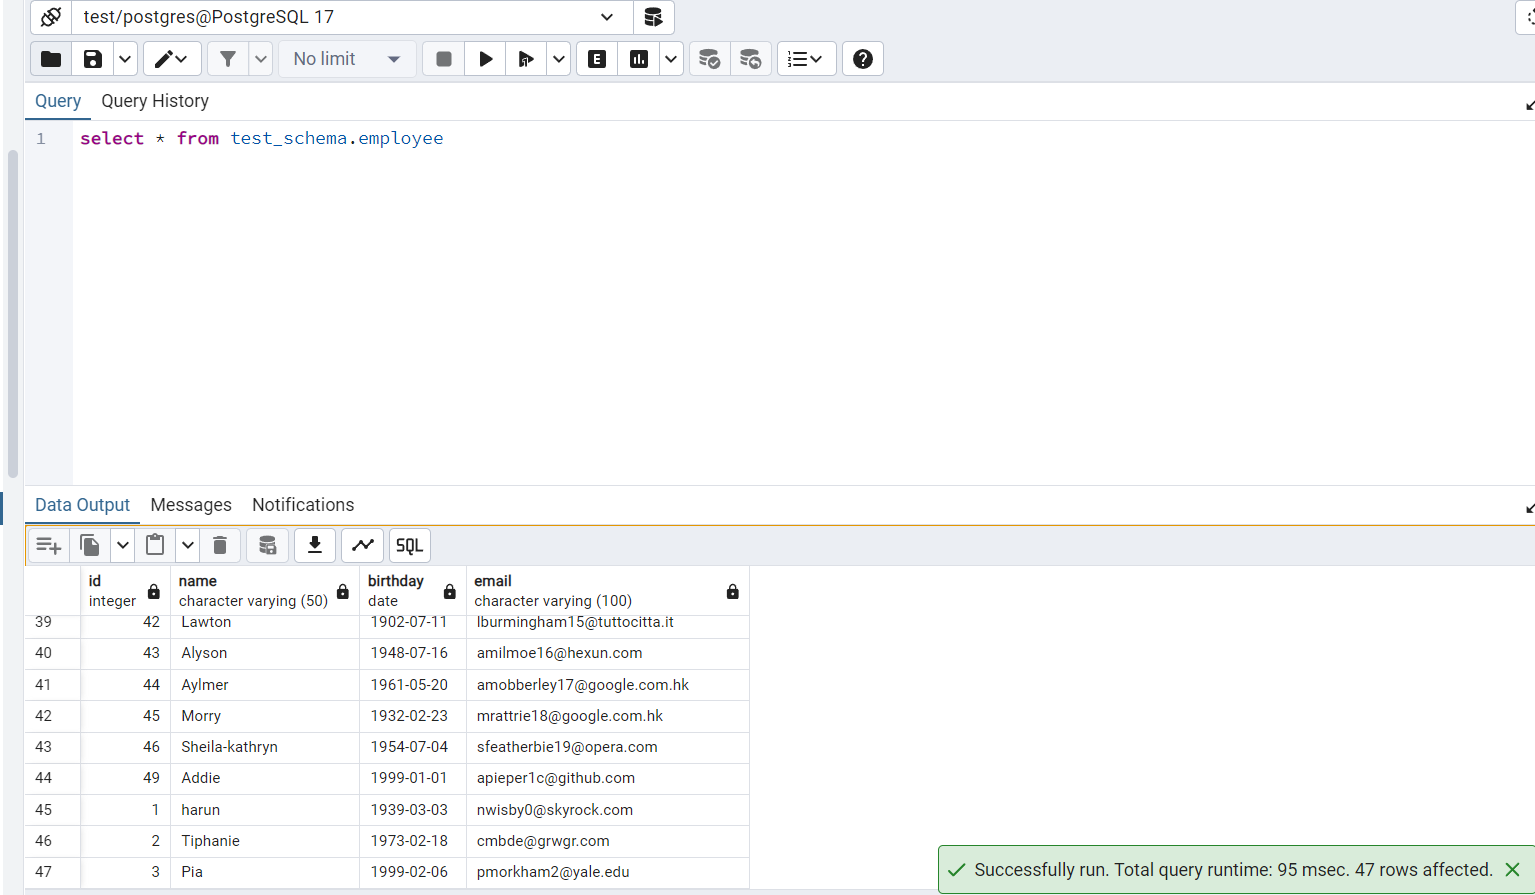 test/postgres@PostgreSQL 17
No limit
E
Query Query History
1 select * from test_schema.employee
Data Output Messages Notifications
SQL
id name birthday email
integer character varying (50) date character varying (100)
39 42 Lawton 1902-07-11 lburmingham15@tuttocitta.it
40 43 Alyson 1948-07-16 amilmoe16@hexun.com
41 44 Aylmer 1961-05-20 amobberley17@google.com.hk
42 45 Morry 1932-02-23 mrattrie18@google.com.hk
43 46 Sheila-kathryn 1954-07-04 sfeatherbie19@opera.com
44 49 Addie 1999-01-01 apieper1c@github.com
45 1 harun 1939-03-03 nwisby0@skyrock.com
46 2 Tiphanie 1973-02-18 cmbde@grwgr.com
47 3 Pia 1999-02-06 pmorkham2@yale.edu
Successfully run. Total query runtime: 95 msec. 47 rows affected.